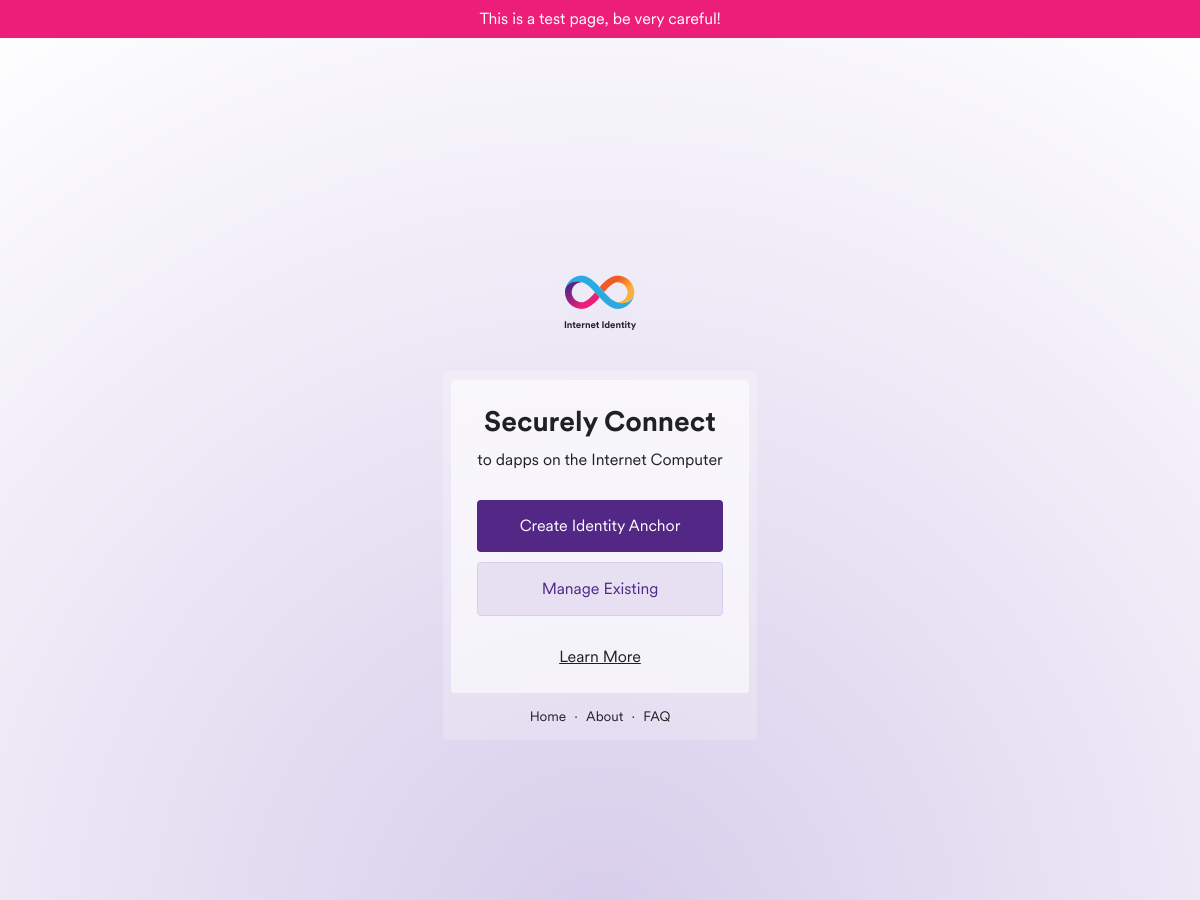 This is a test page, be very careful!
Internet Identity
Securely Connect
to dapps on the Internet Computer
Create Identity Anchor
Manage Existing
Learn More
Home · About · FAQ